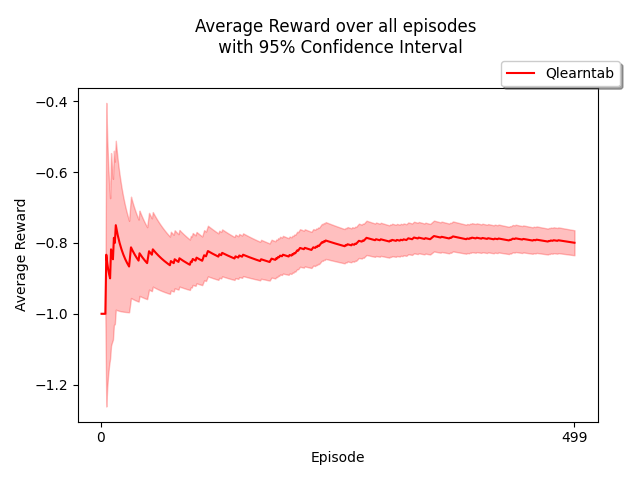 Average Reward over all episodes
with 95% Confidence Interval
Qlearntab
Average Reward
−0.4
−0.6
−0.8
−1.0
−1.2
0
499
Episode